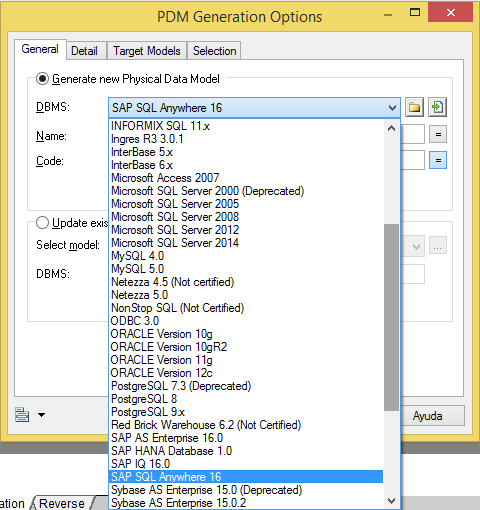 PDM Generation Options
General
Detail
Target Models
Selection
Generate new Physical Data Model
DBMS:
SAP SQL Anywhere 16
Name:
=
Code:
=
INFORMIX SQL 11.x
Ingres R3 3.0.1
InterBase 5.x
InterBase 6.x
Microsoft Access 2007
Microsoft SQL Server 2000 (Deprecated)
Microsoft SQL Server 2005
Microsoft SQL Server 2008
Microsoft SQL Server 2012
Microsoft SQL Server 2014
MySQL 4.0
MySQL 5.0
Netezza 4.5 (Not certified)
Netezza 5.0
NonStop SQL (Not Certified)
ODBC 3.0
ORACLE Version 10g
ORACLE Version 10gR2
ORACLE Version 11g
ORACLE Version 12c
PostgreSQL 7.3 (Deprecated)
PostgreSQL 8
PostgreSQL 9.x
Red Brick Warehouse 6.2 (Not Certified)
SAP AS Enterprise 16.0
SAP HANA Database 1.0
SAP IQ 16.0
SAP SQL Anywhere 16
Sybase AS Enterprise 15.0 (Deprecated)
Sybase AS Enterprise 15.0.2
Update exis
Select model:
...
DBMS:
Ayuda
ation
Reverse